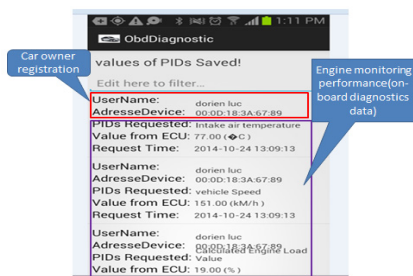 1:11 PM
ObdDiagnostic
Car owner
registration
values of PIDs Saved!
Edit here to filter...
Engine monitoring
performance(on-
board diagnostics
data)
UserName: dorien luc
AdresseDevice: 00:0D:18:3A:67:89
PIDs Requested: Intake air temperature
Value from ECU: 77.00 (�C )
Request Time: 2014-10-24 13:09:13
UserName: dorien luc
AdresseDevice: 00:0D:18:3A:67:89
PIDs Requested: vehicle Speed
Value from ECU: 151.00 (kM/h )
Request Time: 2014-10-24 13:09:13
UserName: dorien luc
AdresseDevice: 00:0D:18:3A:67:89
PIDs Requested: Calculated Engine Load Value
Value from ECU: 19.00 (% )